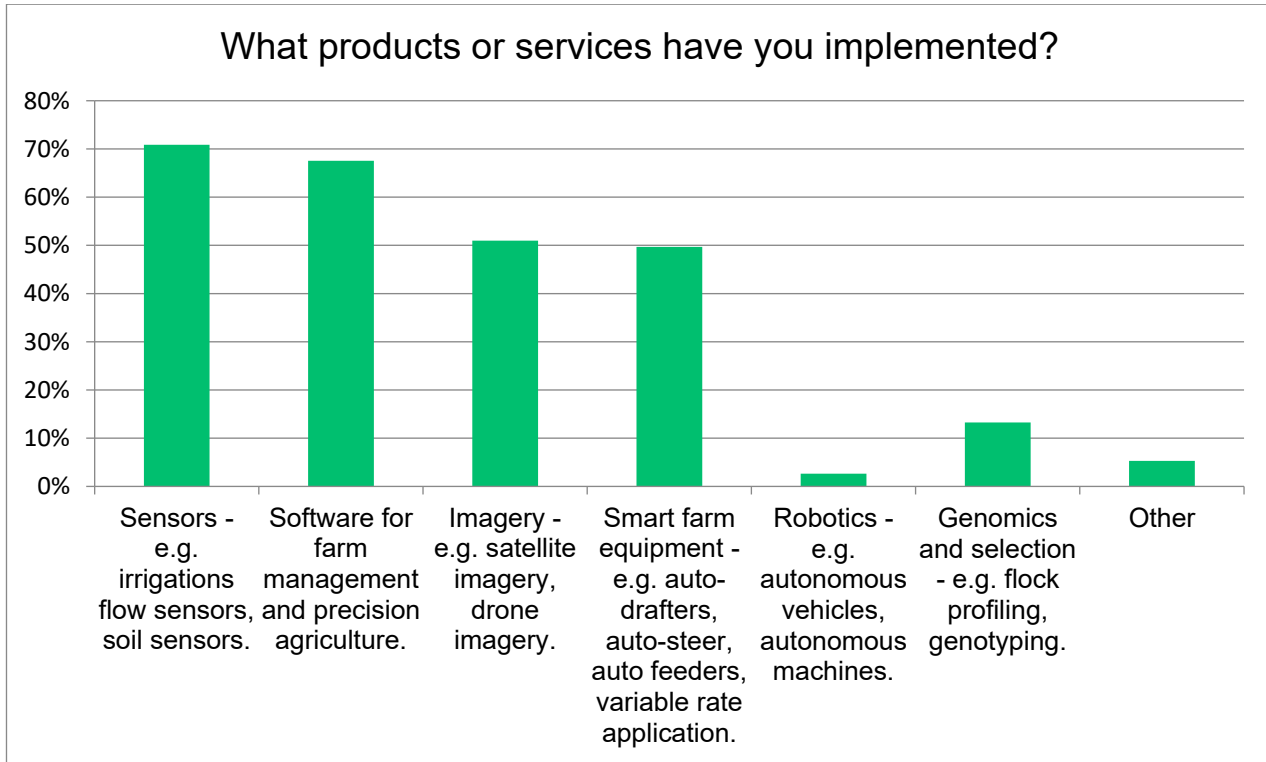 What products or services have you implemented?
80%
70%
60%
50%
40%
30%
20%
10%
0%
Sensors -
e.g.
irrigations
flow sensors,
soil sensors.
Software for
farm
management
and precision
agriculture.
Imagery -
e.g. satellite
imagery,
drone
imagery.
Smart farm
equipment -
e.g. auto-
drafters,
auto-steer,
auto feeders,
variable rate
application.
Robotics -
e.g.
autonomous
vehicles,
autonomous
machines.
Genomics
and selection
- e.g. flock
profiling,
genotyping.
Other